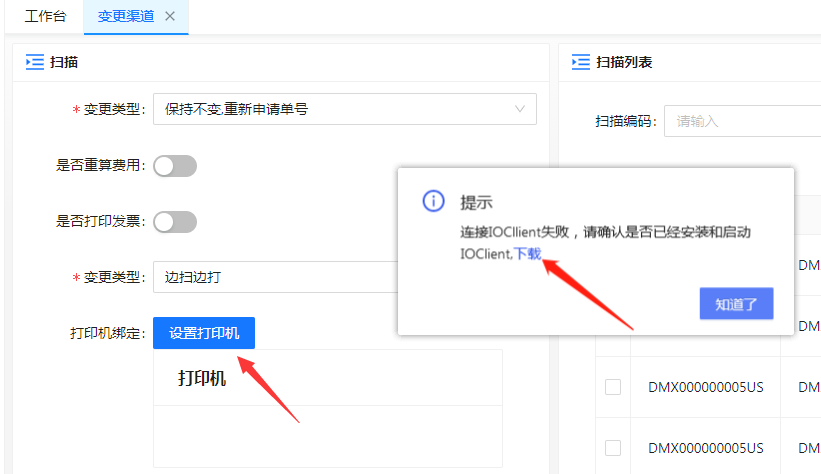 工作台
变更渠道
扫描
* 变更类型:
保持不变,重新申请单号
是否重算费用:
是否打印发票:
* 变更类型:
边扫边打
打印机绑定:
设置打印机
打印机
扫描列表
扫描编码:
请输入
提示
连接IOCllient失败，请确认是否已经安装和启动
IOClient,下载
知道了
DM
DM
DMX000000005US
DM
DMX000000005US
DM